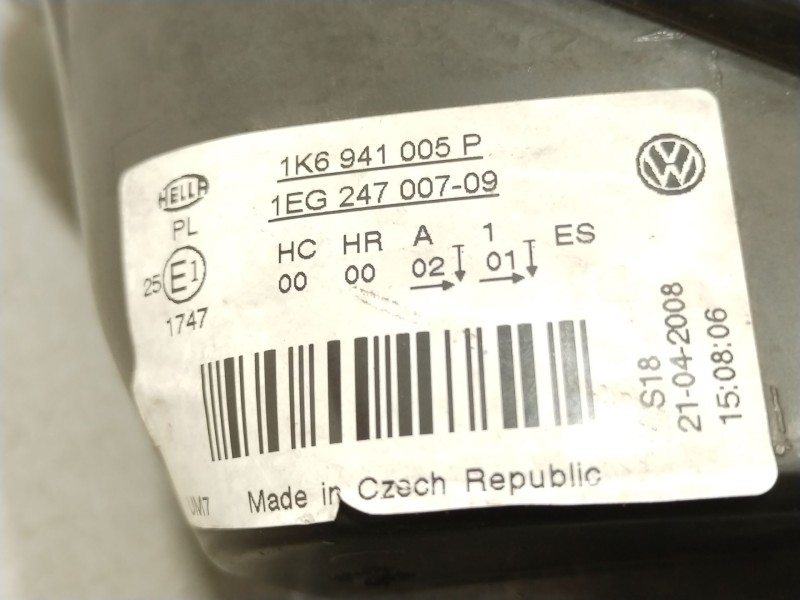 1K6 941 005 P
1EG 247 007-09
HELLA
PL
25 E1
1747
HC HR A 1 ES
00 00 02 01
S18
21-04-2008
15:08:06
UM7 Made in Czech Republic
VW